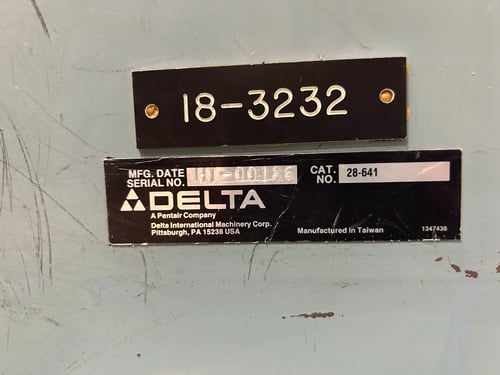 18-3232
MFG. DATE
SERIAL NO.
CAT. NO. 28-641
DELTA
A Pentair Company
Delta International Machinery Corp.
Pittsburgh, PA 15238 USA
Manufactured in Taiwan
1347436